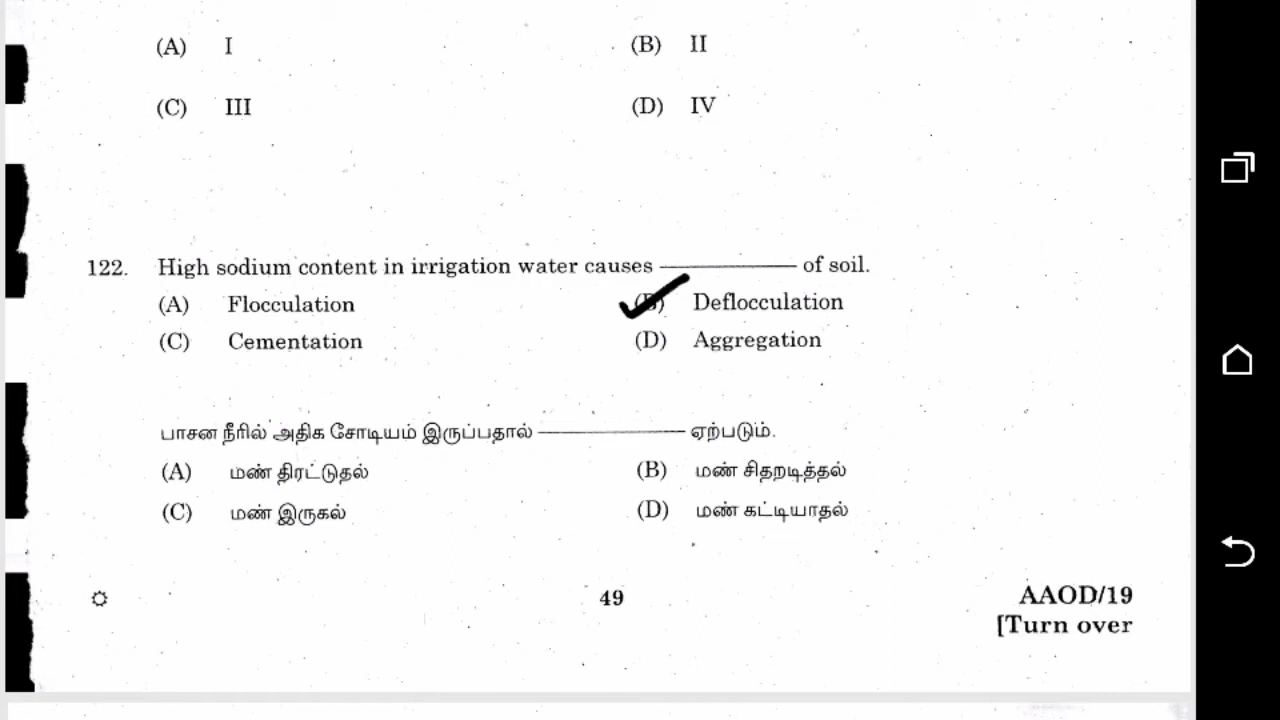 (A) I (B) II
(C) III (D) IV
122. High sodium content in irrigation water causes ———— of soil.
(A) Flocculation (B) Deflocculation
(C) Cementation (D) Aggregation
பாசன நீரில் அதிக சோடியம் இருப்பதால் ———— ஏற்படும்.
(A) மண் திரட்டுதல் (B) மண் சிதறடித்தல்
(C) மண் இருகல் (D) மண் கட்டியாதல்
49 AAOD/19
[Turn over